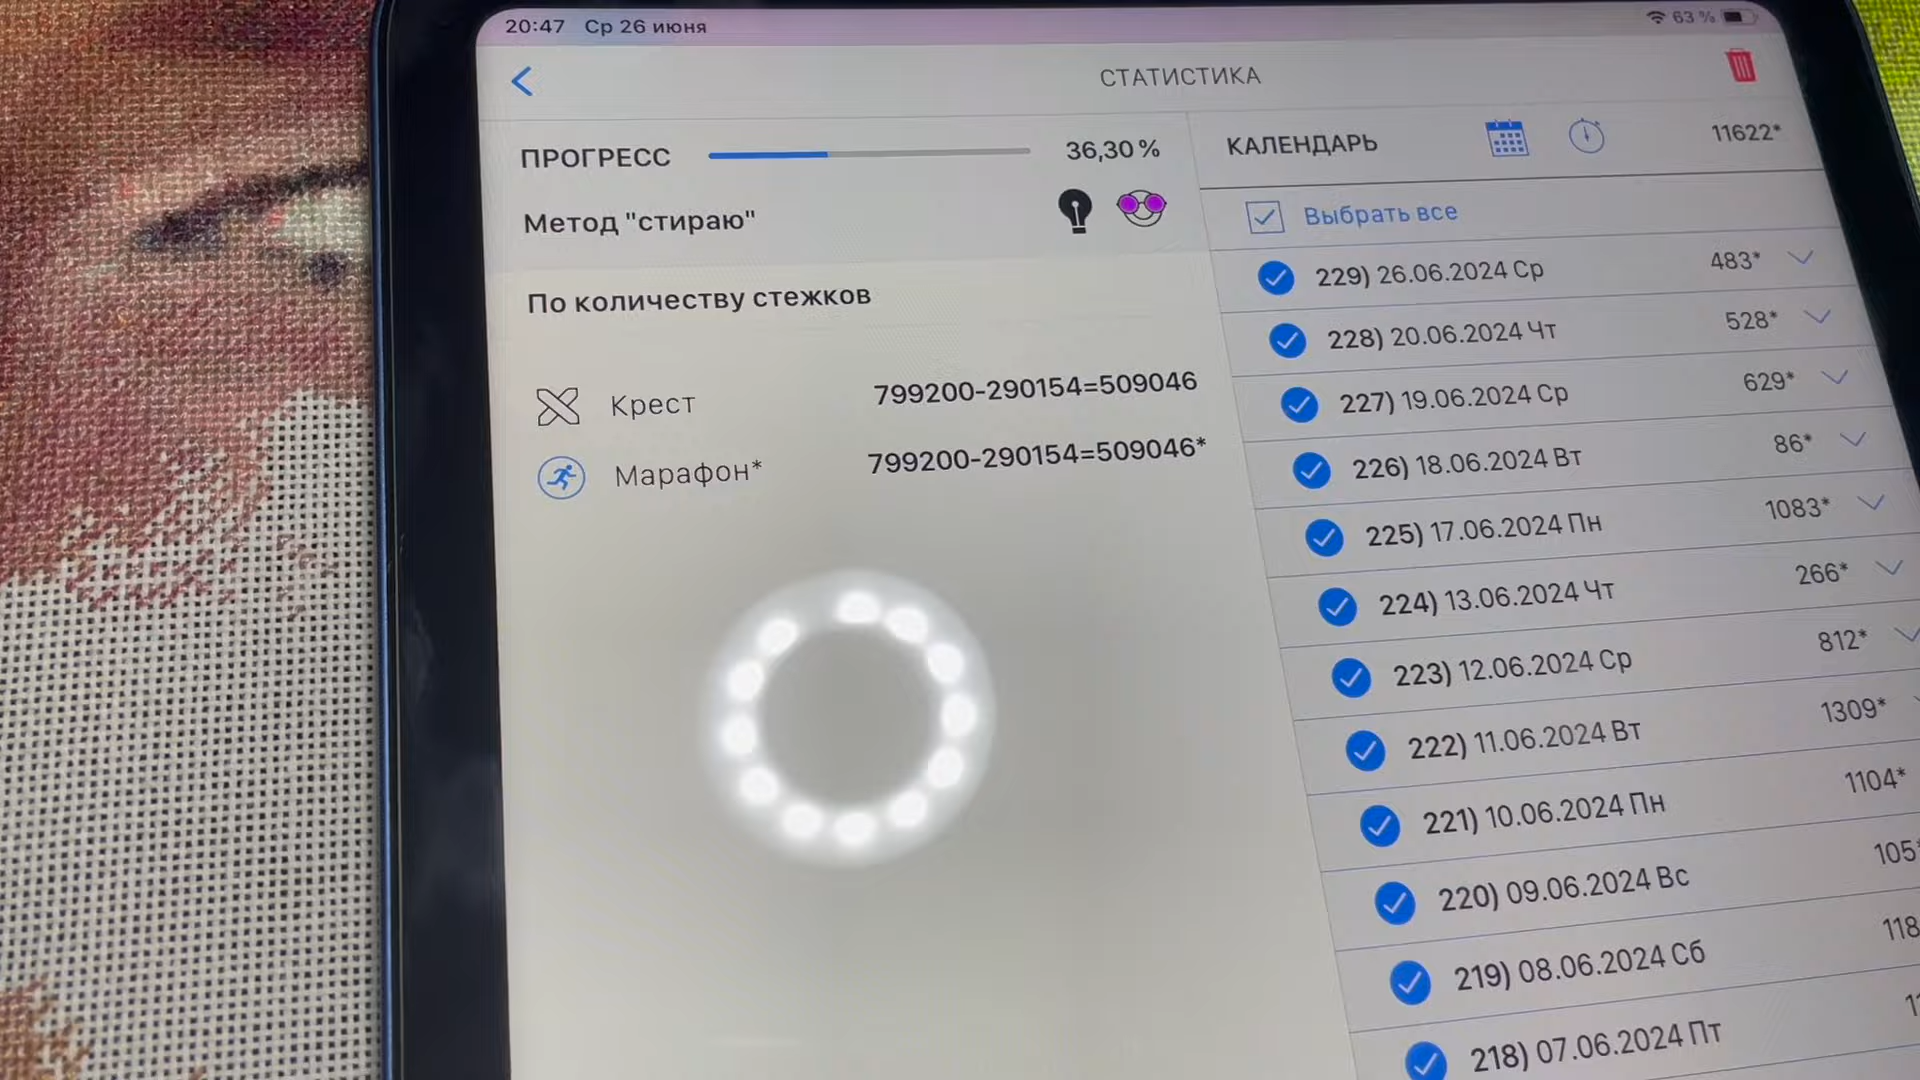 20:47 Ср 26 июня
63 %
СТАТИСТИКА
ПРОГРЕСС 36,30 %
Метод "стираю"
По количеству стежков
Крест 799200-290154=509046
Марафон* 799200-290154=509046*
КАЛЕНДАРЬ 11622*
Выбрать все
229) 26.06.2024 Ср 483*
228) 20.06.2024 Чт 528*
227) 19.06.2024 Ср 629*
226) 18.06.2024 Вт 86*
225) 17.06.2024 Пн 1083*
224) 13.06.2024 Чт 266*
223) 12.06.2024 Ср 812*
222) 11.06.2024 Вт 1309*
221) 10.06.2024 Пн 1104*
220) 09.06.2024 Вс
219) 08.06.2024 Сб
218) 07.06.2024 Пт